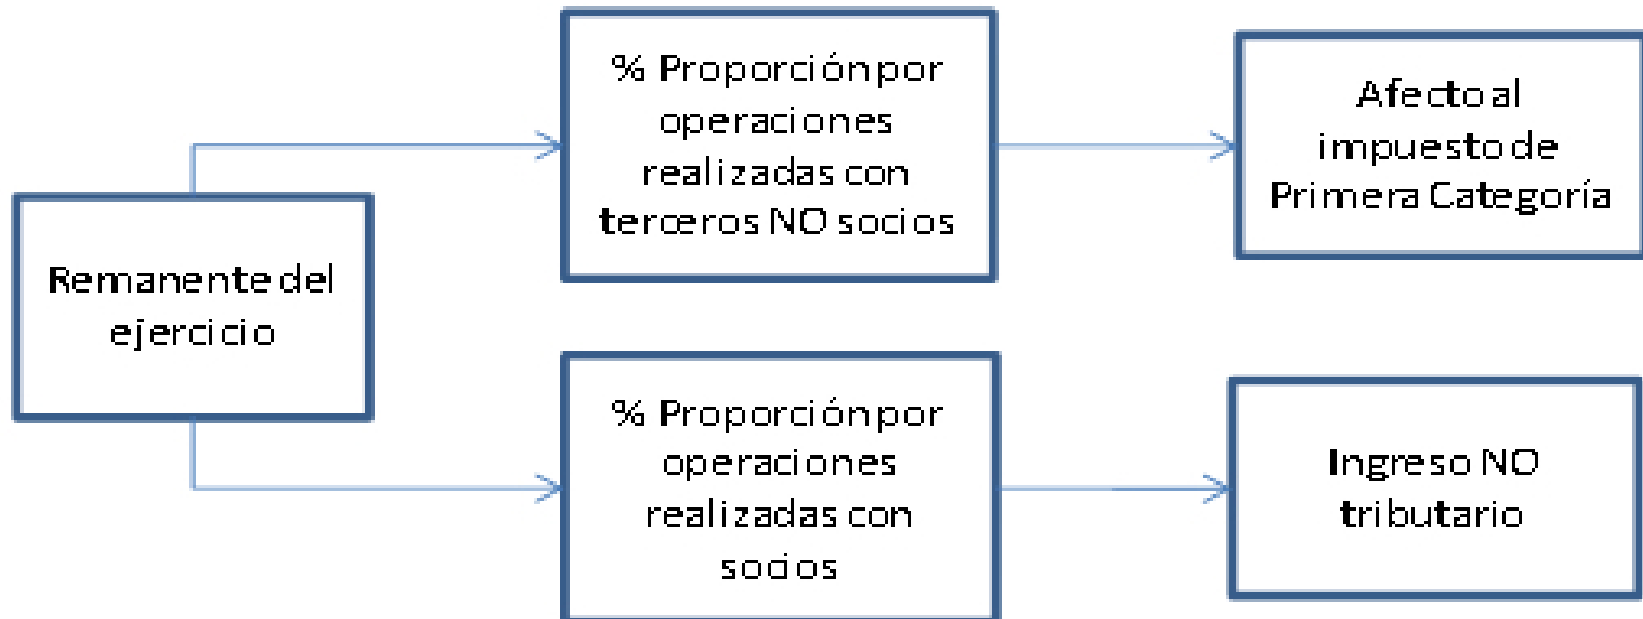 Remanente del
ejercicio
% Proporción por
operaciones
realizadas con
terceros NO socios
Afecto al
impuesto de
Primera Categoría
% Proporción por
operaciones
realizadas con
socios
Ingreso NO
tributario